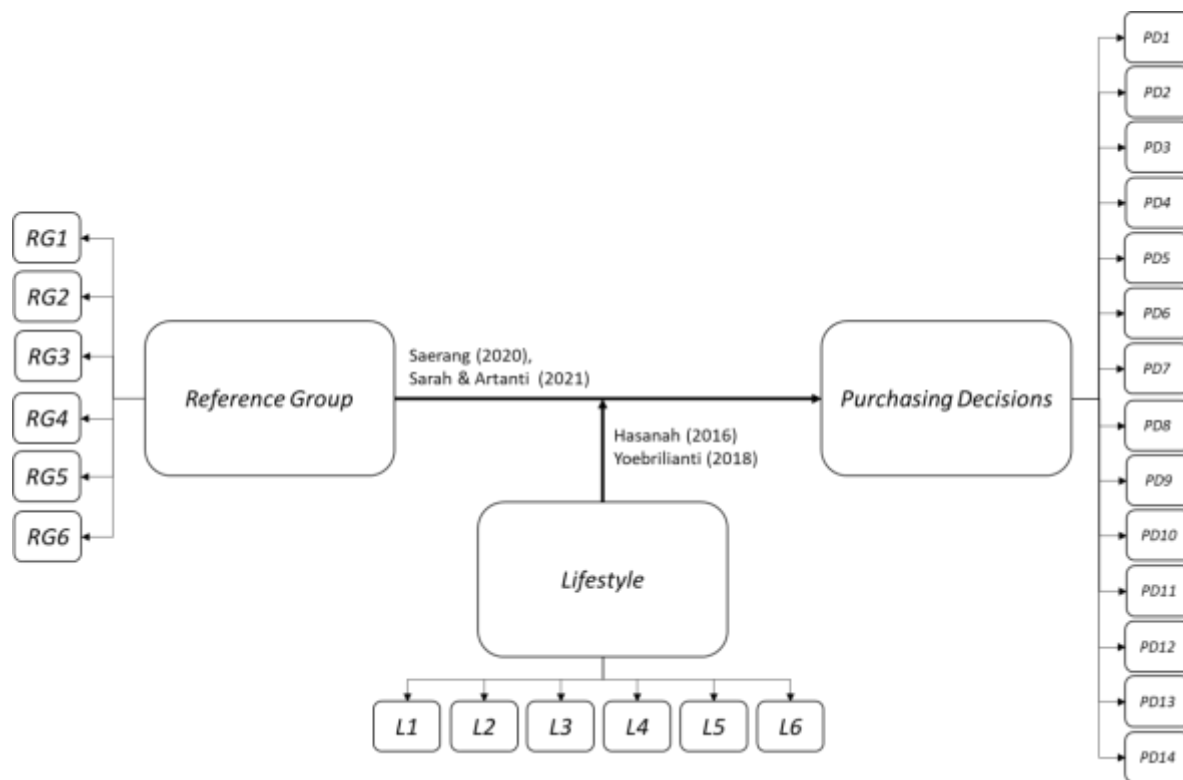 RG1
RG2
RG3
RG4
RG5
RG6
Reference Group
Saerang (2020),
Sarah & Artanti (2021)
Hasanah (2016)
Yoebrilianti (2018)
Lifestyle
L1
L2
L3
L4
L5
L6
Purchasing Decisions
PD1
PD2
PD3
PD4
PD5
PD6
PD7
PD8
PD9
PD10
PD11
PD12
PD13
PD14